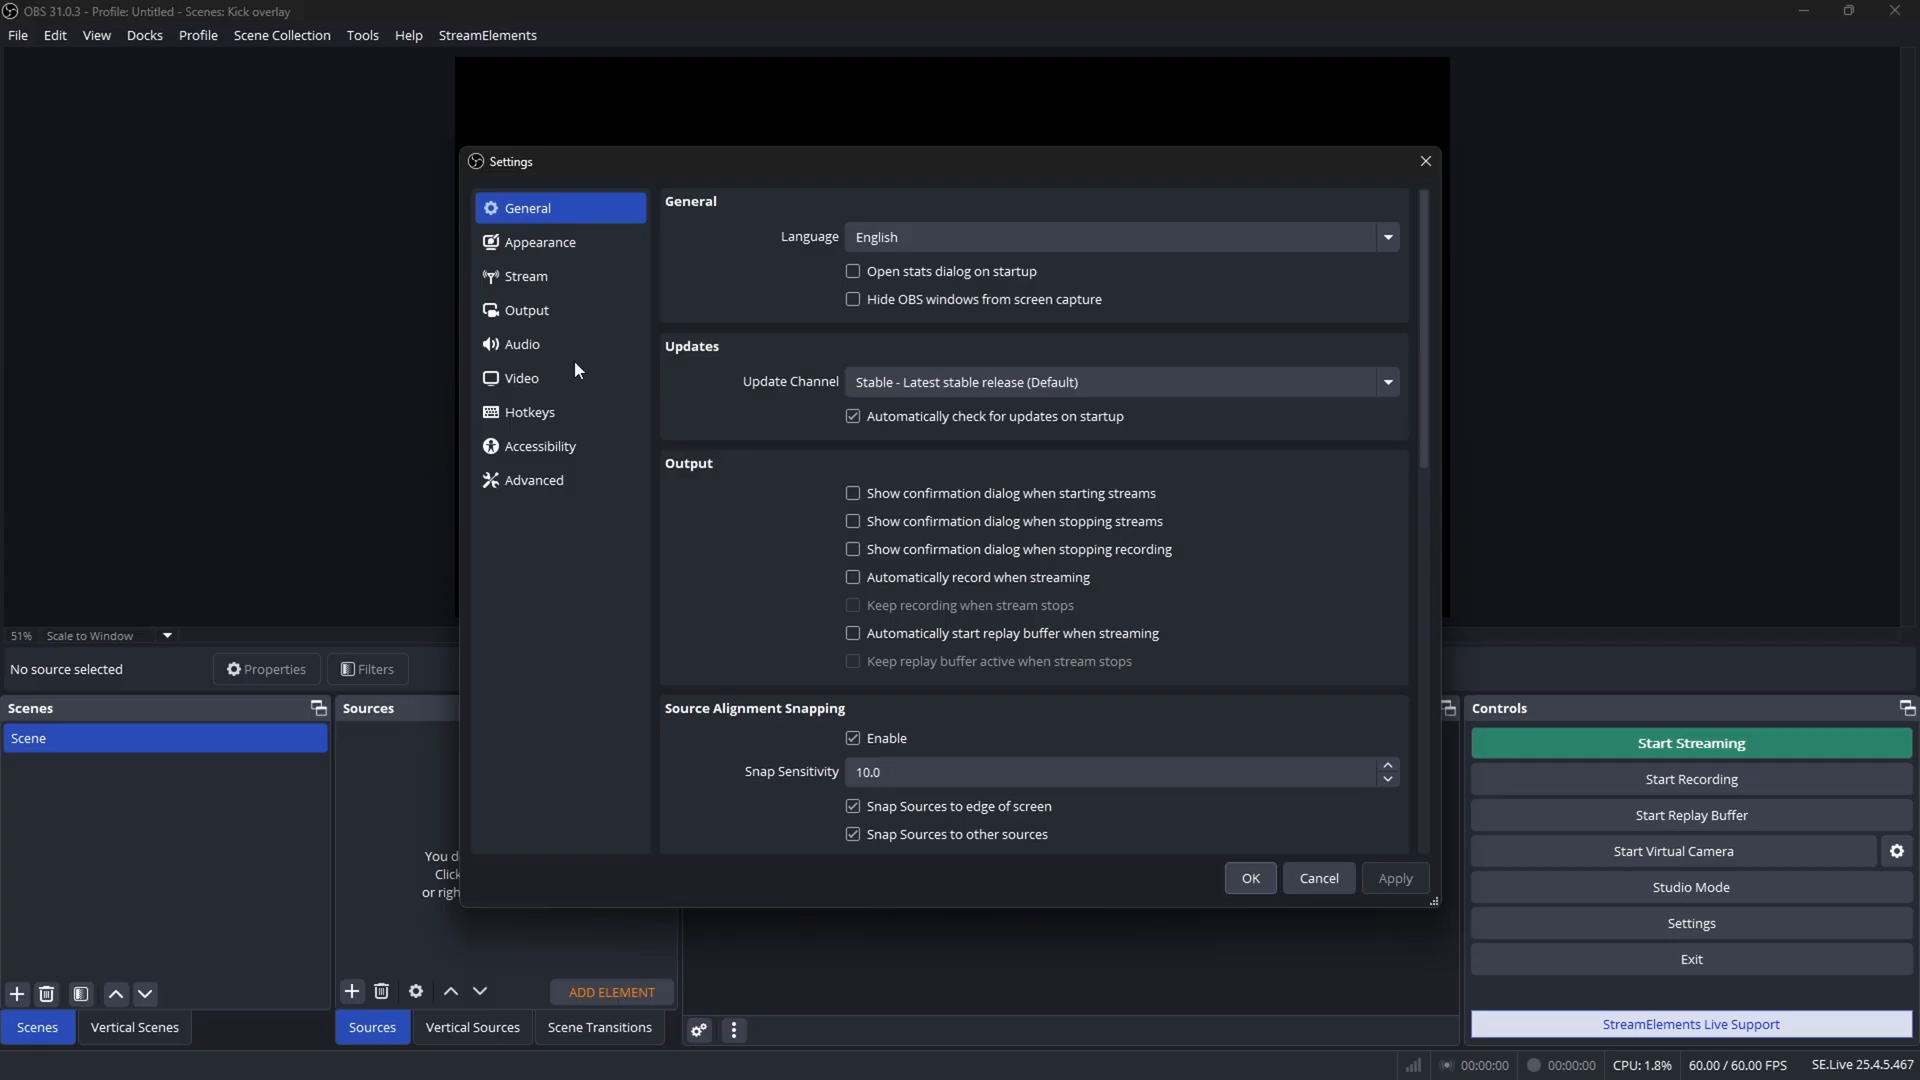 OBS 31.0.3 - Profile: Untitled - Scenes: Kick overlay
File Edit View Docks Profile Scene Collection Tools Help StreamElements
Settings
General
Appearance
Stream
Output
Audio
Video
Hotkeys
Accessibility
Advanced
General
Language English
Open stats dialog on startup
Hide OBS windows from screen capture
Updates
Update Channel Stable - Latest stable release (Default)
Automatically check for updates on startup
Output
Show confirmation dialog when starting streams
Show confirmation dialog when stopping streams
Show confirmation dialog when stopping recording
Automatically record when streaming
Keep recording when stream stops
Automatically start replay buffer when streaming
Keep replay buffer active when stream stops
Source Alignment Snapping
Enable
Snap Sensitivity 10.0
Snap Sources to edge of screen
Snap Sources to other sources
OK Cancel Apply
51% Scale to Window
No source selected Properties Filters
Scenes
Scene
Scenes Vertical Scenes
Sources
You
or
ADD ELEMENT
Sources Vertical Sources Scene Transitions
Controls
Start Streaming
Start Recording
Start Replay Buffer
Start Virtual Camera
Studio Mode
Settings
Exit
StreamElements Live Support
00:00:00 00:00:00 CPU: 1.8% 60.00 / 60.00 FPS SE.Live 25.4.5.467